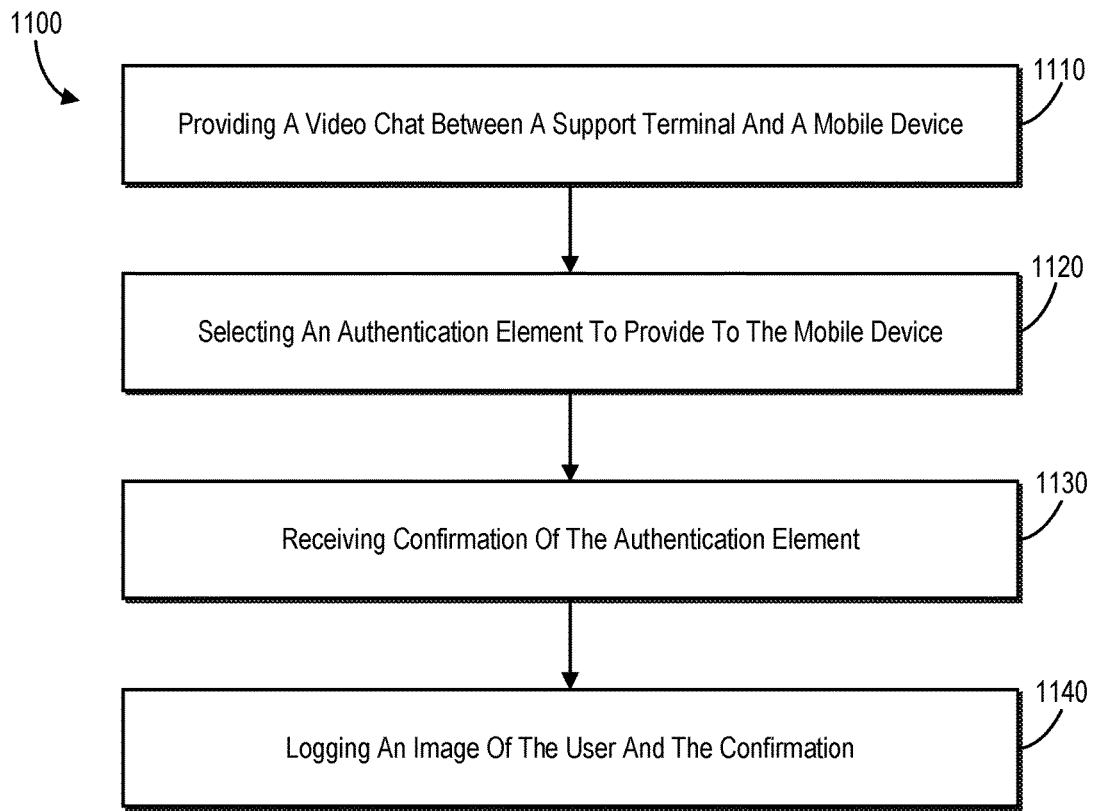 1100
1110
Providing A Video Chat Between A Support Terminal And A Mobile Device
1120
Selecting An Authentication Element To Provide To The Mobile Device
1130
Receiving Confirmation Of The Authentication Element
1140
Logging An Image Of The User And The Confirmation